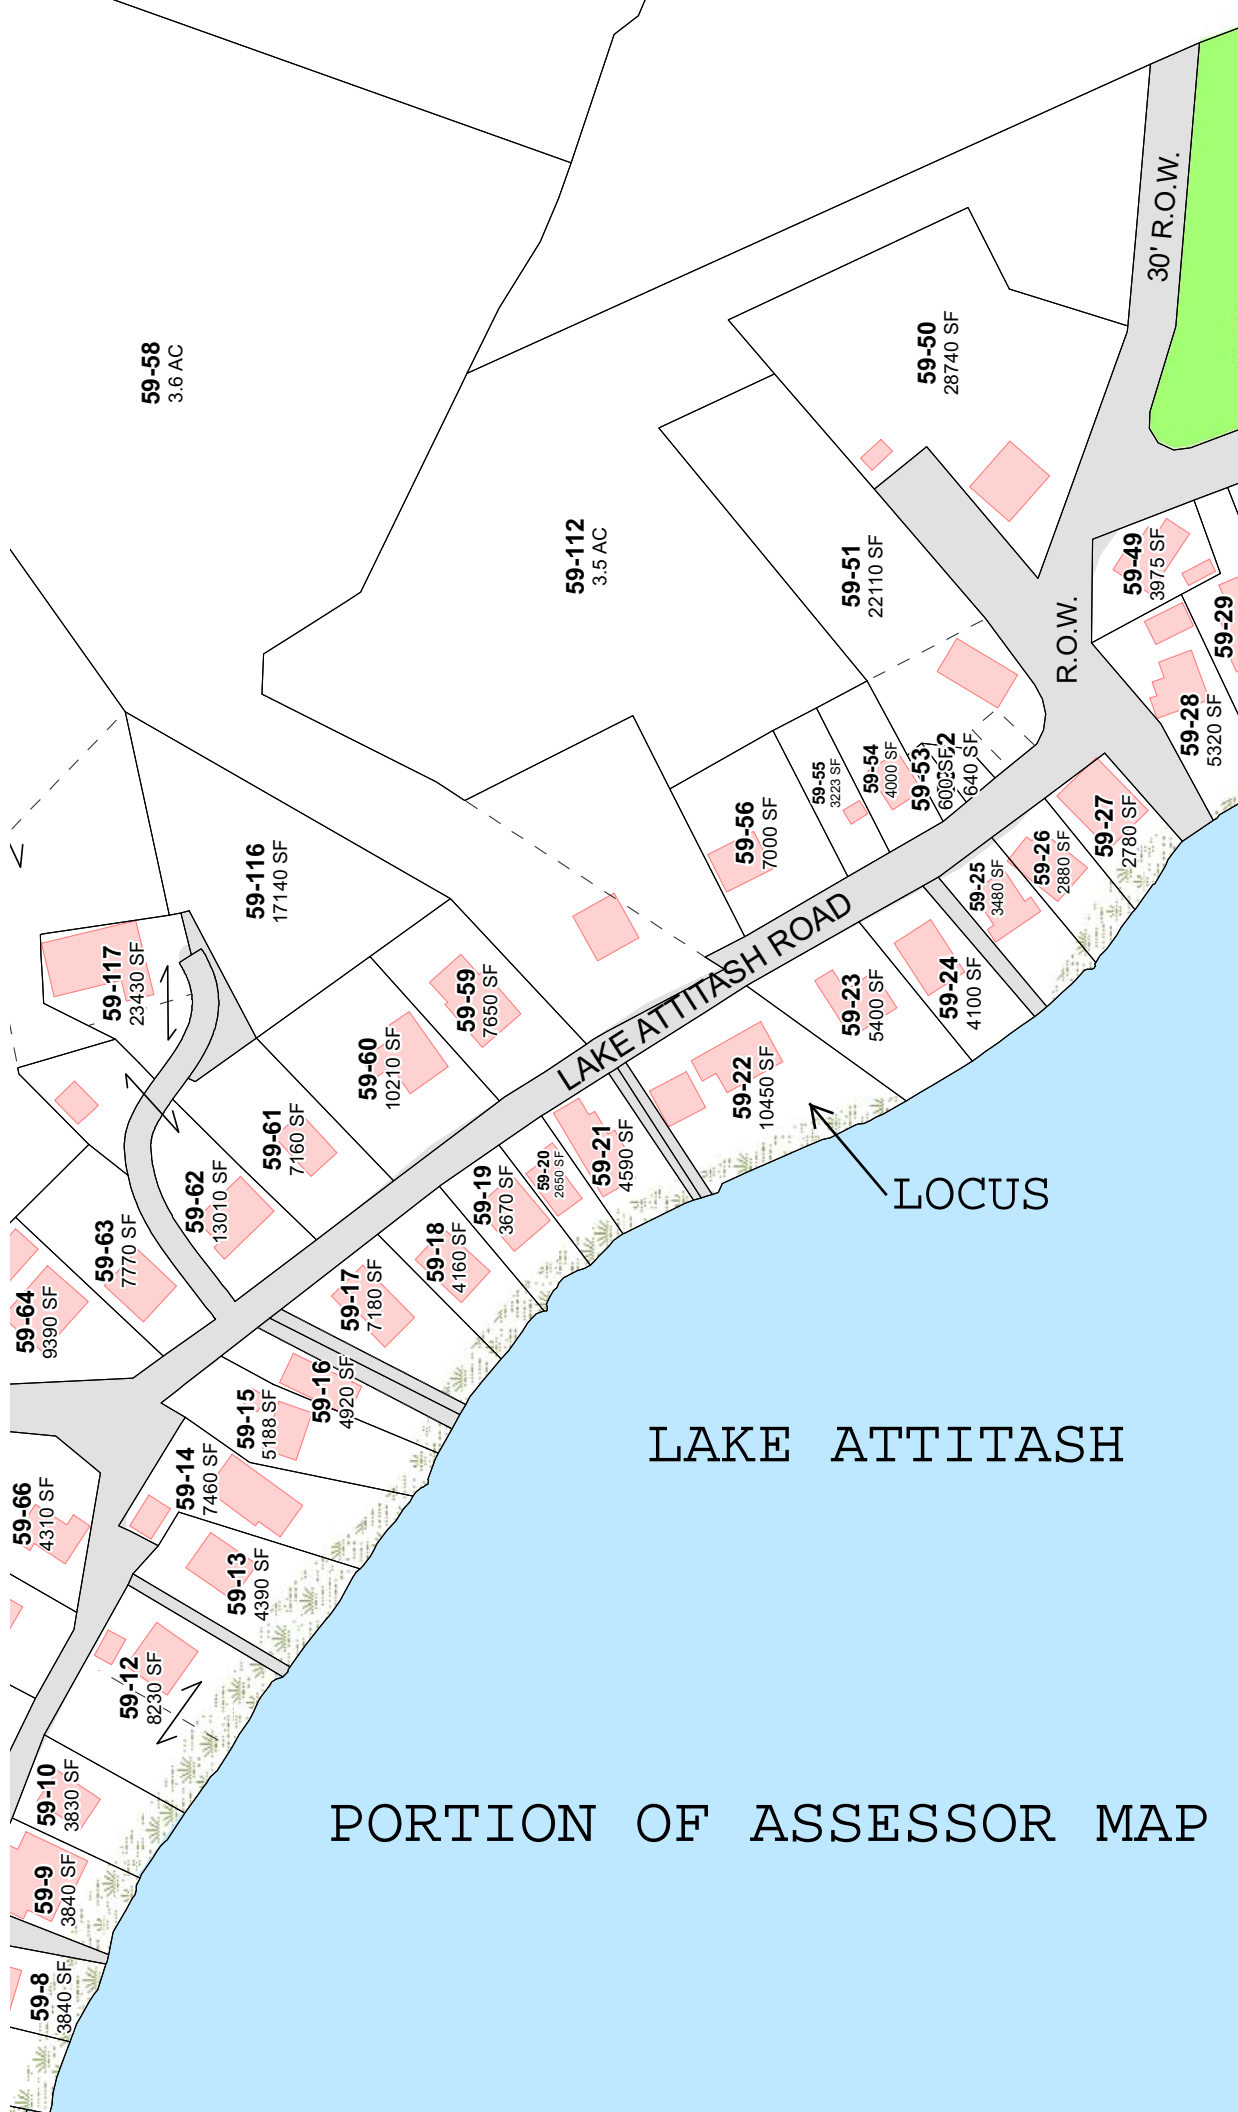 59-58
3.6 AC
30' R.O.W.
59-50
28740 SF
59-112
3.5 AC
59-51
22110 SF
59-49
3975 SF
R.O.W.
59-29
59-28
5320 SF
59-55
3223 SF
59-54
4000 SF
59-53
600 SF
640 SF
59-56
7000 SF
59-27
2780 SF
59-26
2880 SF
59-25
3480 SF
59-116
17140 SF
59-117
23430 SF
LAKE ATTITASH ROAD
59-24
4100 SF
59-23
5400 SF
59-59
7650 SF
59-60
10210 SF
59-22
10450 SF
59-61
7160 SF
59-21
4590 SF
59-20
2650 SF
59-19
3670 SF
LOCUS
59-62
13010 SF
59-63
7770 SF
59-18
4160 SF
59-17
7180 SF
59-64
9390 SF
59-16
4920 SF
59-15
5188 SF
LAKE ATTITASH
59-14
7460 SF
59-66
4310 SF
59-13
4390 SF
59-12
8230 SF
59-10
3830 SF
PORTION OF ASSESSOR MAP
59-9
3840 SF
59-8
3840 SF